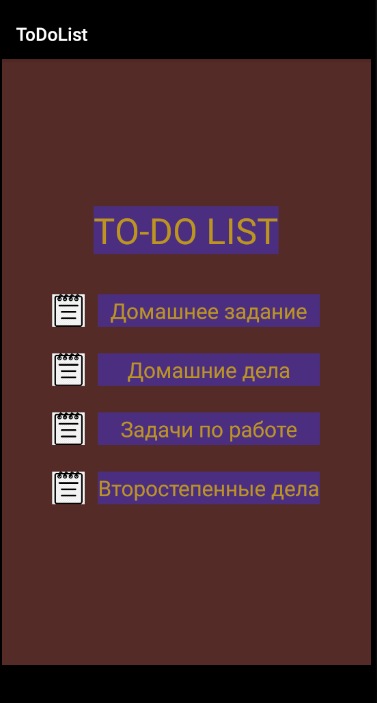 ToDoList
TO-DO LIST
Домашнее задание
Домашние дела
Задачи по работе
Второстепенные дела